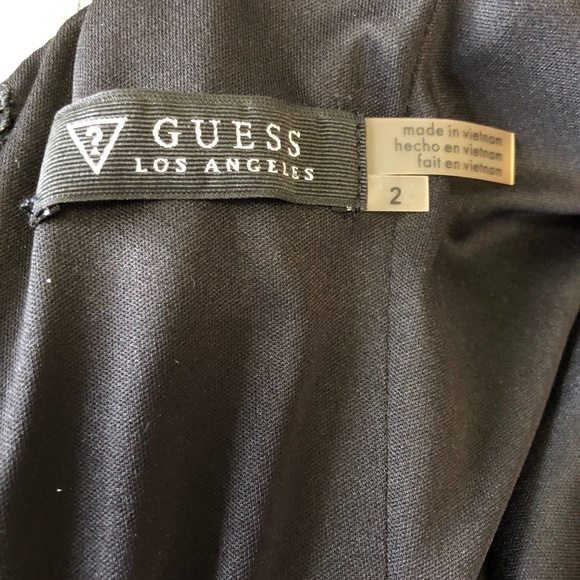 ?
GUESS
LOS ANGELES
made in vietnam
hecho en vietnam
fait en vietnam
2